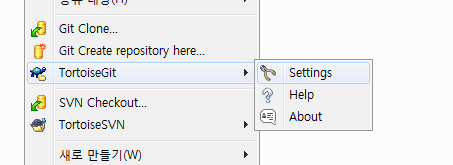 Git Clone...
Git Create repository here...
TortoiseGit
Settings
Help
About
SVN Checkout...
TortoiseSVN
새로 만들기(W)